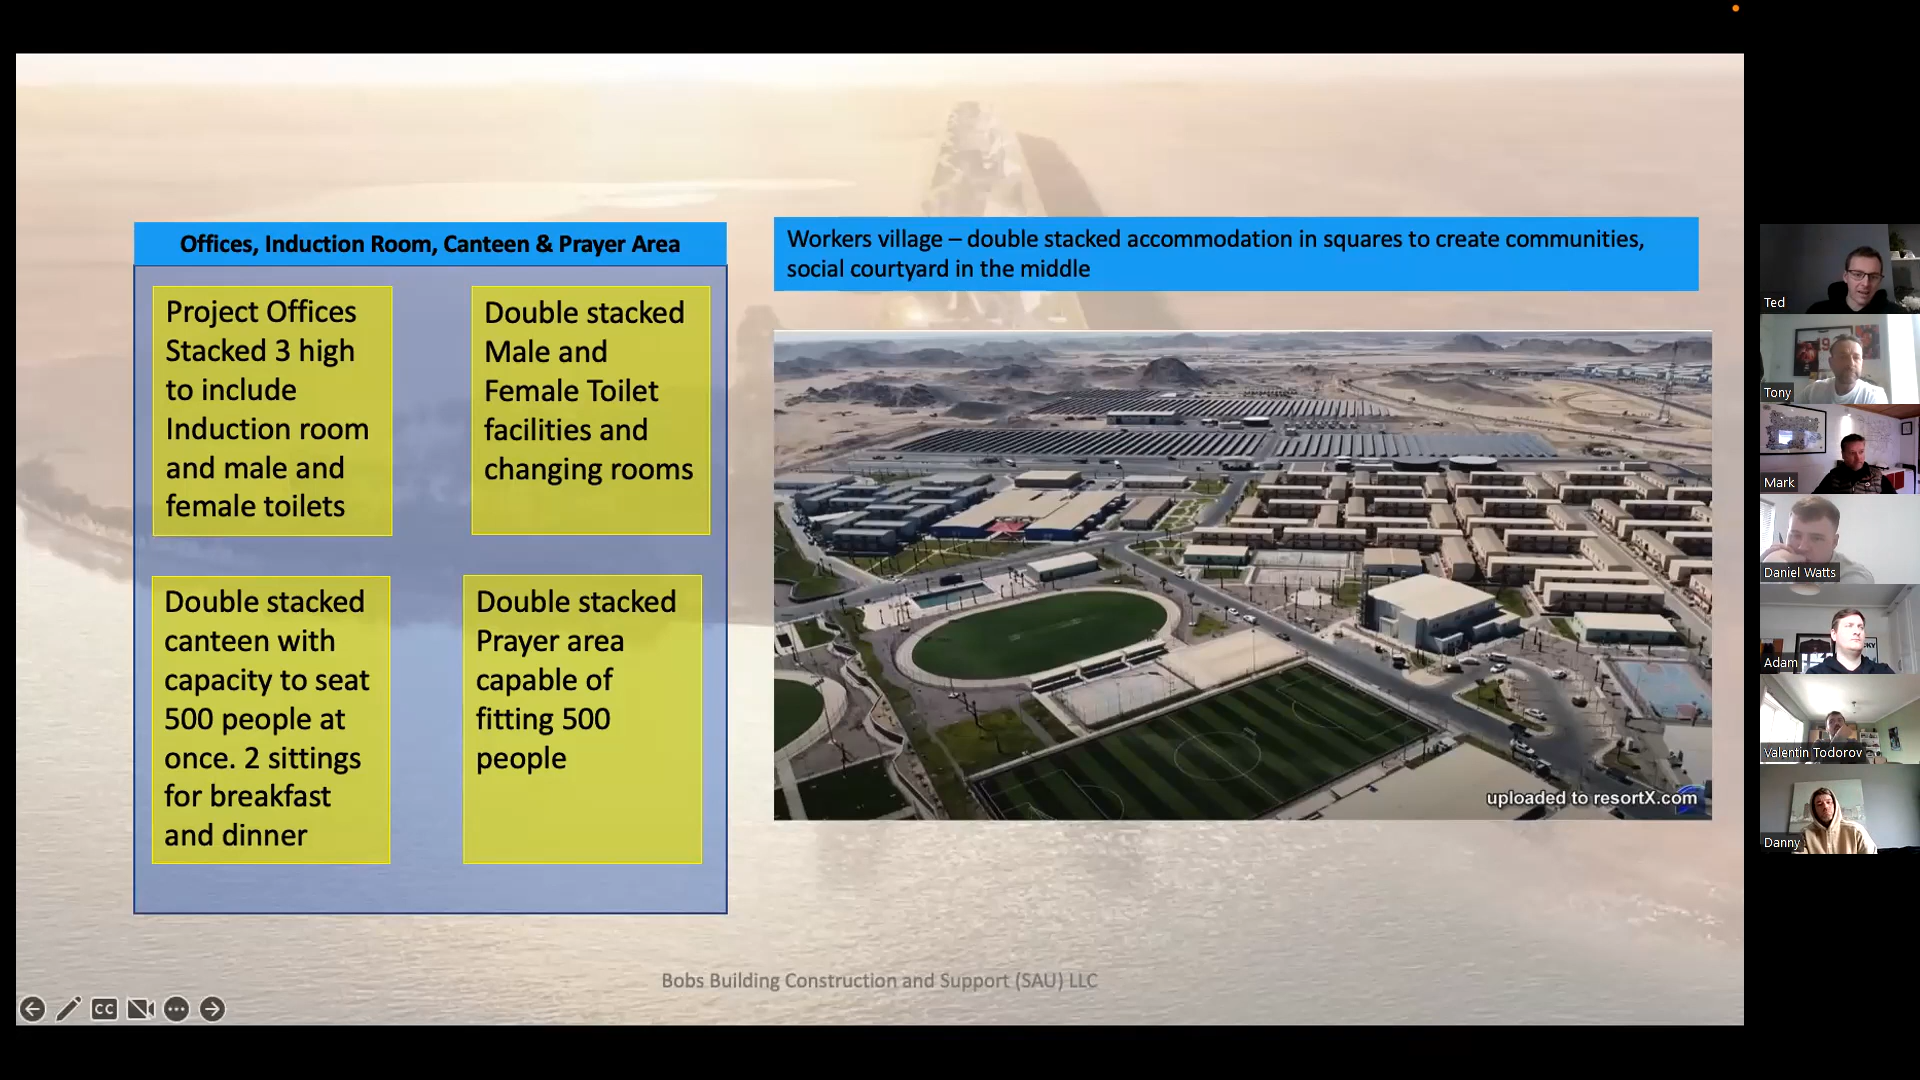 Offices, Induction Room, Canteen & Prayer Area
Project Offices
Stacked 3 high
to include
Induction room
and male and
female toilets
Double stacked
Male and
Female Toilet
facilities and
changing rooms
Double stacked
canteen with
capacity to seat
500 people at
once. 2 sittings
for breakfast
and dinner
Double stacked
Prayer area
capable of
fitting 500
people
Workers village – double stacked accommodation in squares to create communities,
social courtyard in the middle
uploaded to resortX.com
Bobs Building Construction and Support (SAU) LLC
CC
Ted
Tony
Mark
Daniel Watts
Adam
Valentin Todorov
Danny